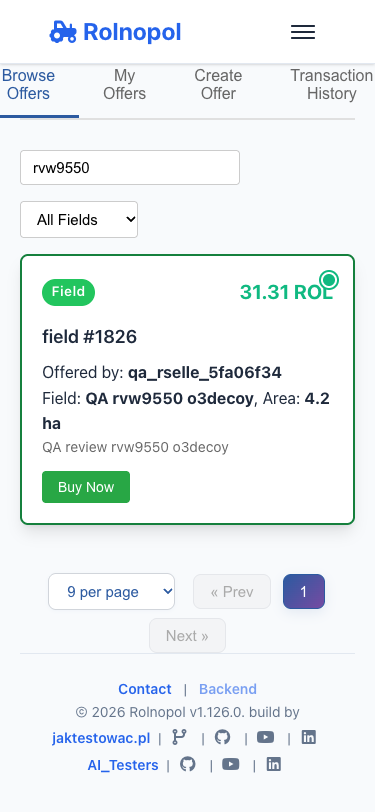 Rolnopol
Browse Offers
My Offers
Create Offer
Transaction History
rvw9550
All Fields
Field
31.31 ROL
field #1826
Offered by: qa_rselle_5fa06f34
Field: QA rvw9550 o3decoy, Area: 4.2
ha
QA review rvw9550 o3decoy
Buy Now
9 per page
« Prev
1
Next »
Contact | Backend
© 2026 Rolnopol v1.126.0. build by
jaktestowac.pl | | | |
AI_Testers | | |